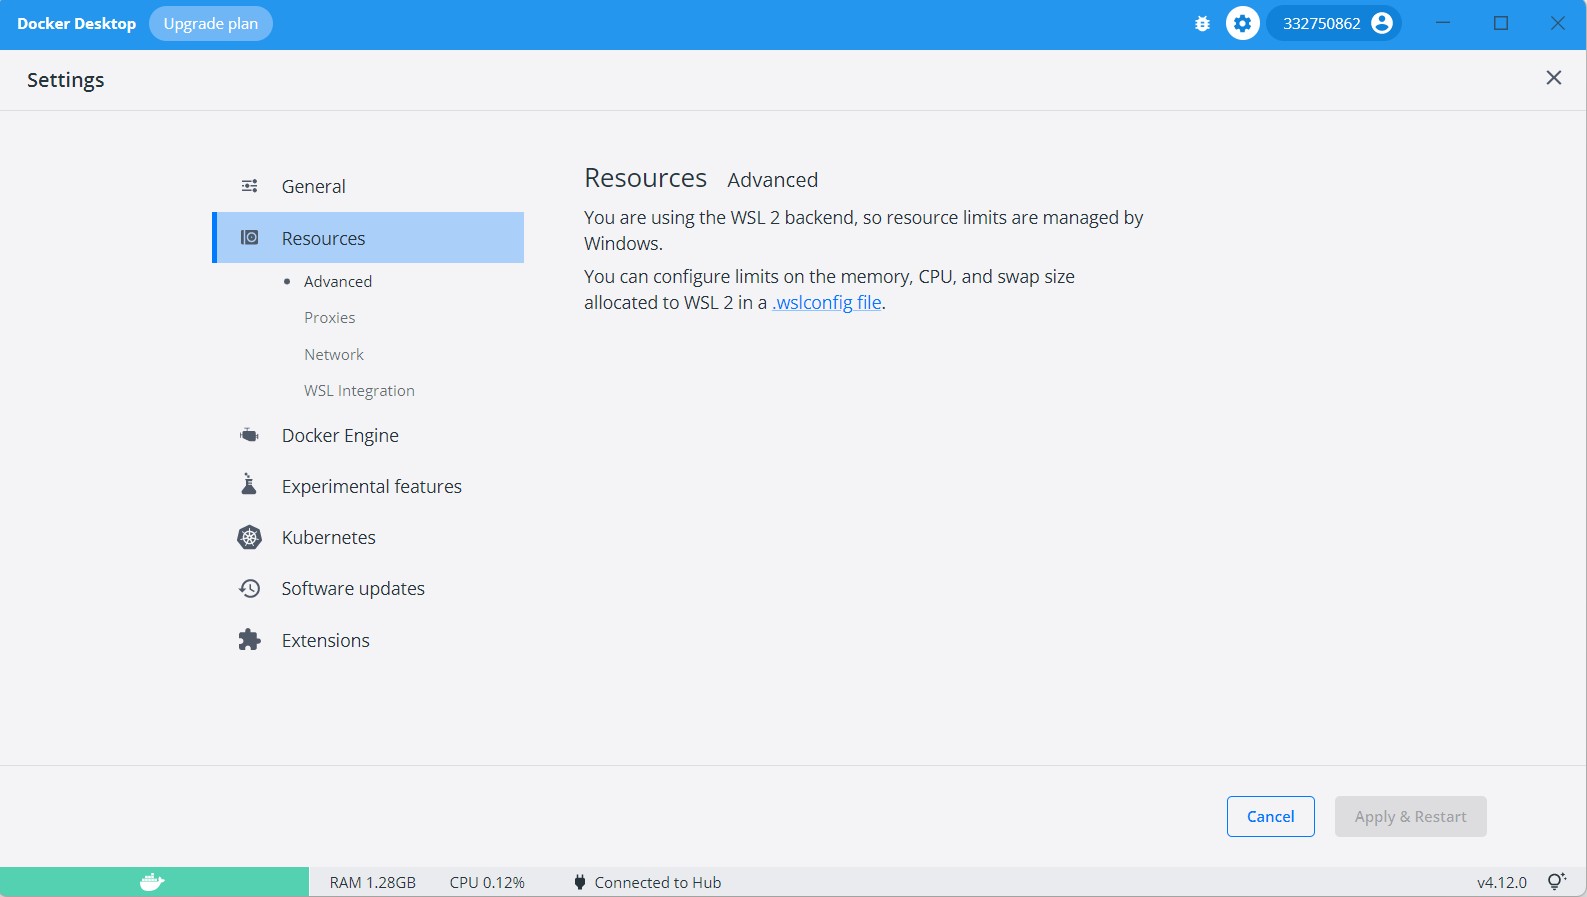 Docker Desktop Upgrade plan 332750862
Settings
General
Resources
Advanced
Proxies
Network
WSL Integration
Docker Engine
Experimental features
Kubernetes
Software updates
Extensions
Resources Advanced
You are using the WSL 2 backend, so resource limits are managed by
Windows.
You can configure limits on the memory, CPU, and swap size
allocated to WSL 2 in a .wslconfig file.
Cancel Apply & Restart
RAM 1.28GB CPU 0.12% Connected to Hub v4.12.0